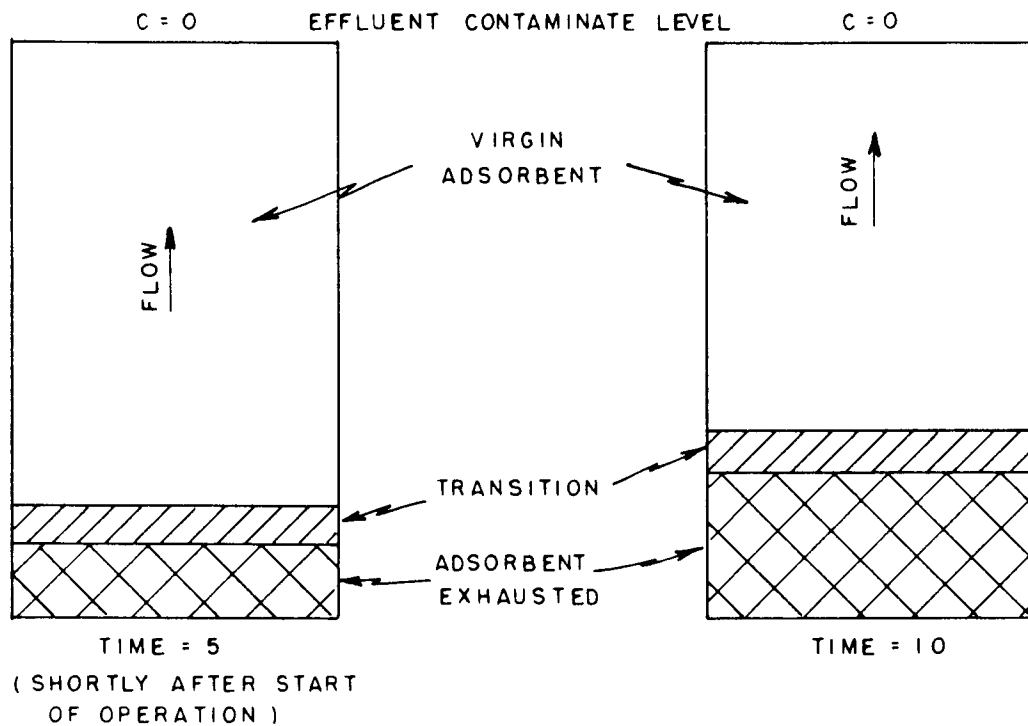 C = 0 EFFLUENT CONTAMINATE LEVEL C = 0
VIRGIN
ADSORBENT
FLOW
FLOW
TRANSITION
ADSORBENT
EXHAUSTED
TIME = 5
(SHORTLY AFTER START
OF OPERATION)
TIME = 10